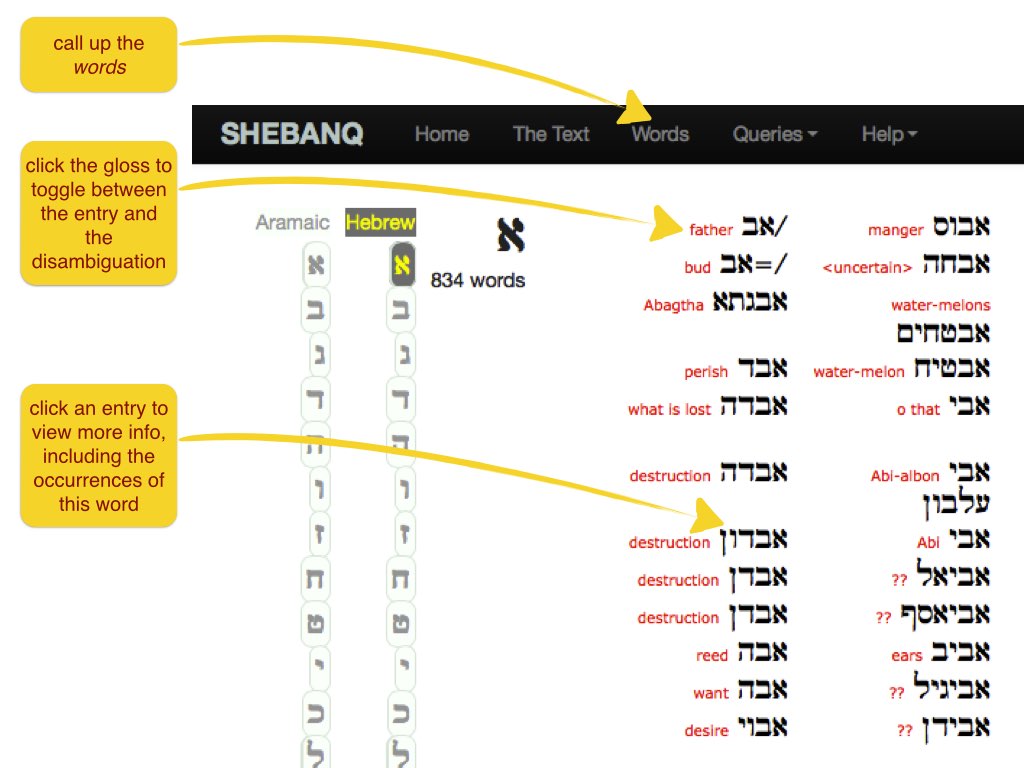 call up the
words
SHEBANQ Home The Text Words Queries Help
click the gloss to
toggle between
the entry and
the
disambiguation
click an entry to
view more info,
including the
occurrences of
this word
Aramaic Hebrew
א
ב
ג
ד
ה
ו
ז
ח
ט
י
כ
ל
א
ב
ג
ד
ה
ו
ז
ח
ט
י
כ
ל
א
834 words
father אב/
bud אב=/
Abagtha אבגתא
perish אבד
what is lost אבדה
destruction אבדה
destruction אבדון
destruction אבדן
destruction אבדן
reed אבה
want אבה
desire אבוי
manger אבוס
<uncertain> אבחה
water-melons
אבטחים
water-melon אבטיח
o that אבי
Abi-albon אבי
עלבון
Abi אבי
?? אביאל
?? אביאסף
ears אביב
?? אביגיל
?? אבידן